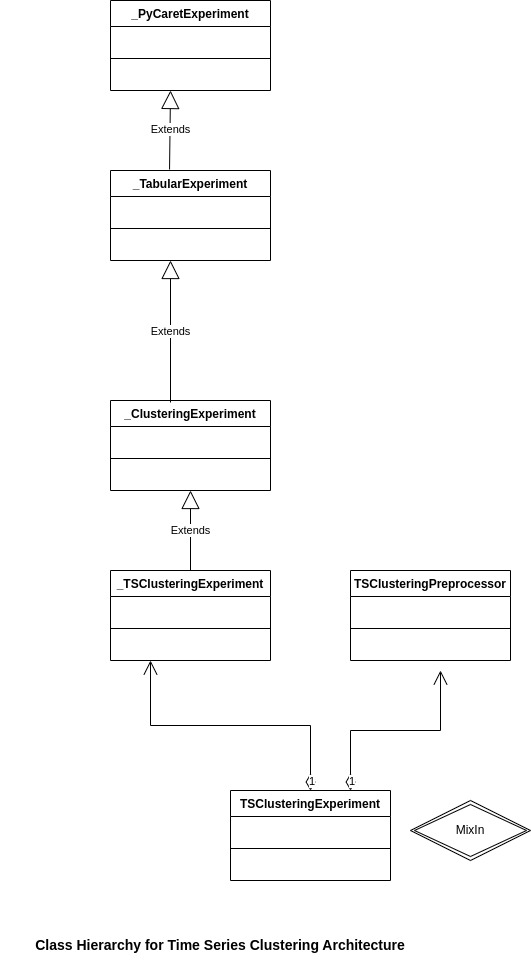 _PyCaretExperiment
Extends
_TabularExperiment
Extends
_ClusteringExperiment
Extends
_TSClusteringExperiment
TSClusteringPreprocessor
1
1
TSClusteringExperiment
MixIn
Class Hierarchy for Time Series Clustering Architecture